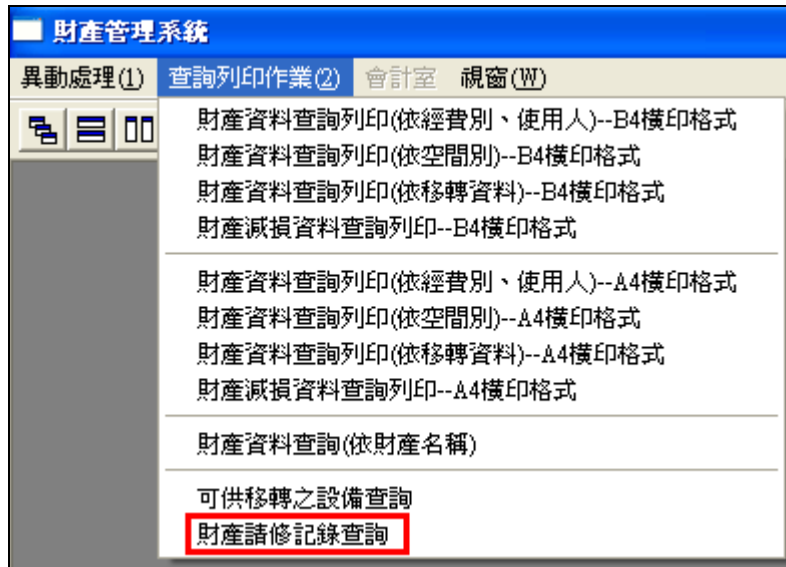 財產管理系統
異動處理(1) 查詢列印作業(2) 會計室 視窗(W)
財產資料查詢列印(依經費別、使用人)--B4橫印格式
財產資料查詢列印(依空間別)--B4橫印格式
財產資料查詢列印(依移轉資料)--B4橫印格式
財產減損資料查詢列印--B4橫印格式
財產資料查詢列印(依經費別、使用人)--A4橫印格式
財產資料查詢列印(依空間別)--A4橫印格式
財產資料查詢列印(依移轉資料)--A4橫印格式
財產減損資料查詢列印--A4橫印格式
財產資料查詢(依財產名稱)
可供移轉之設備查詢
財產請修記錄查詢